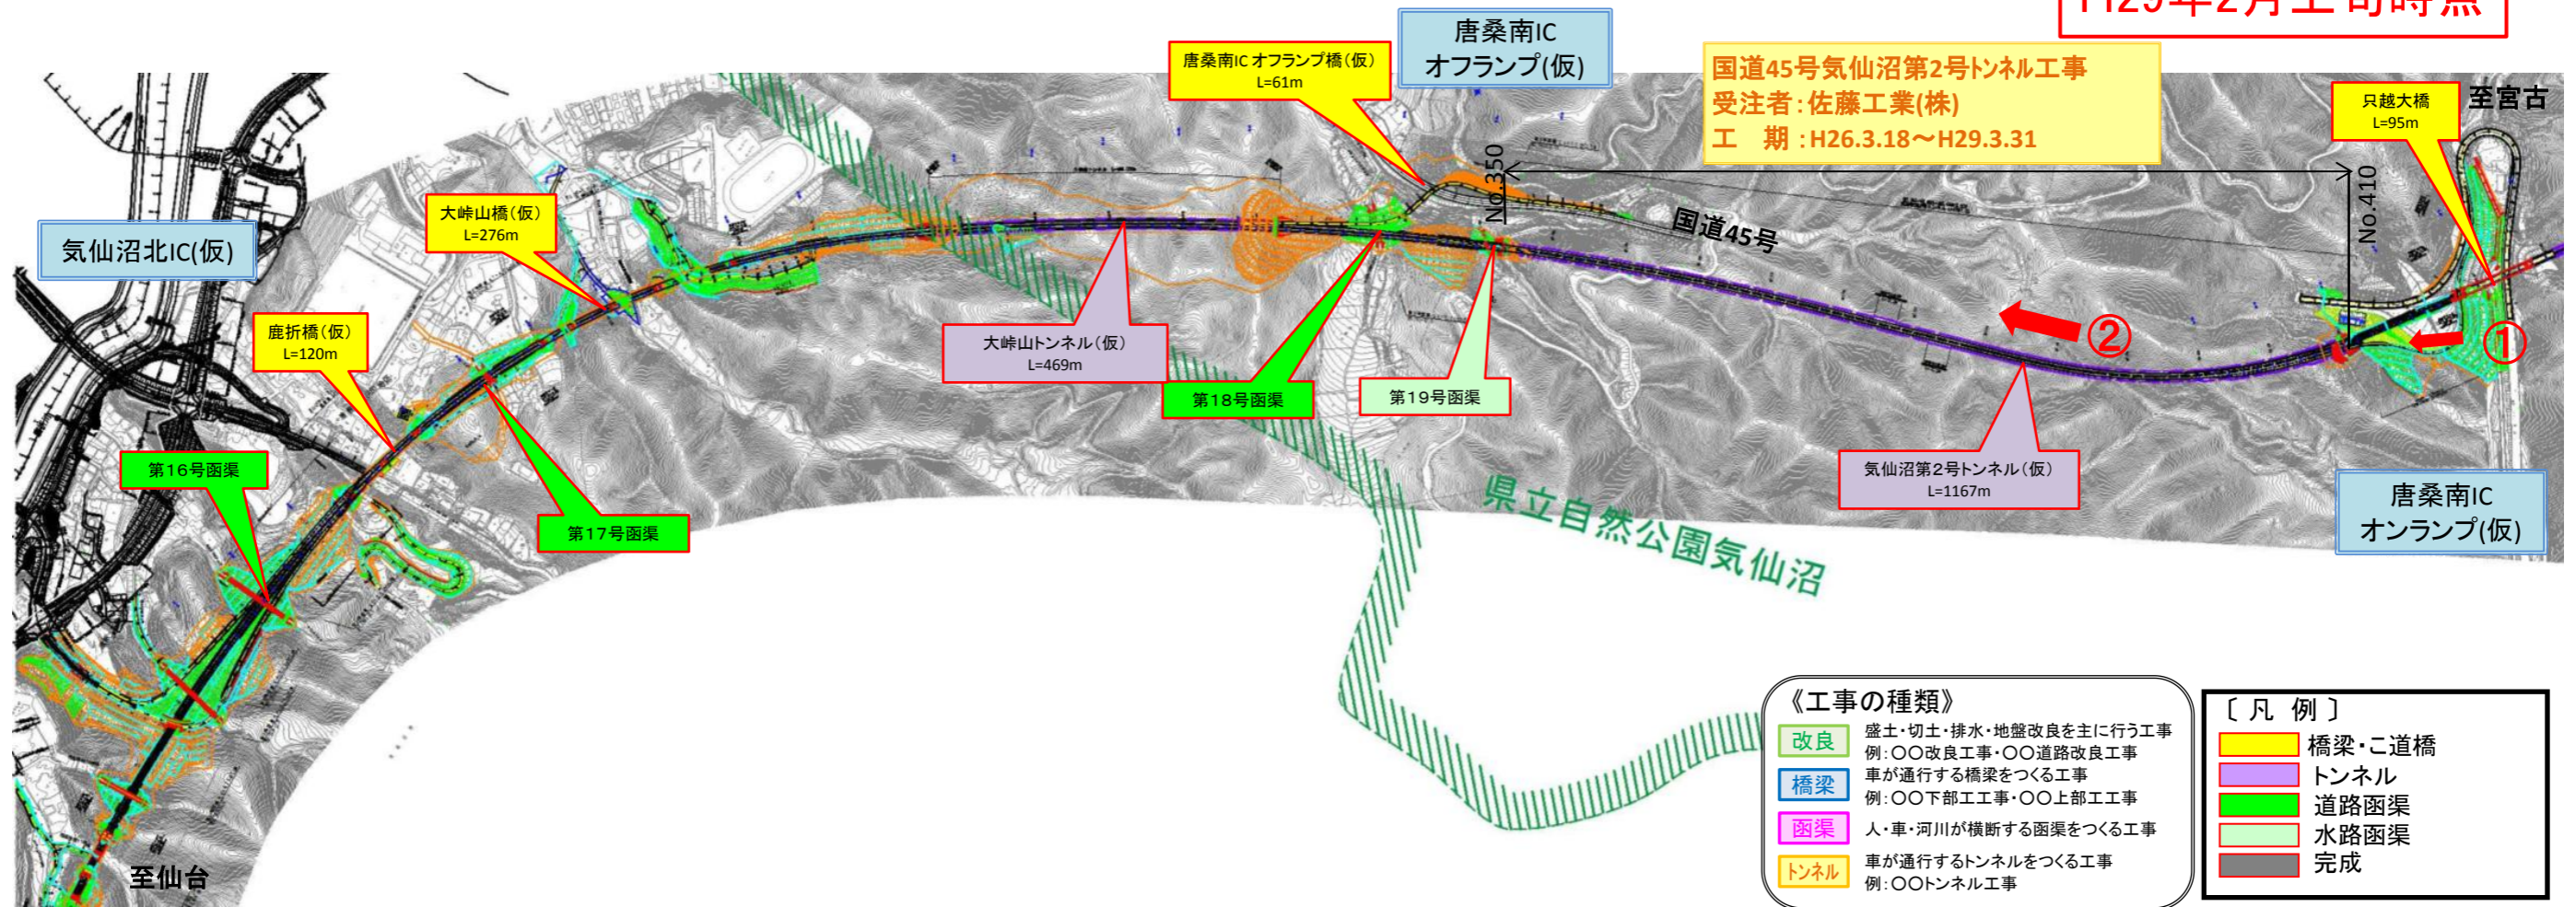 H29年2月上旬時点
唐桑南IC
オフランプ(仮)
唐桑南IC オフランプ橋(仮)
L=61m
国道45号気仙沼第2号トンネル工事
受注者:佐藤工業(株)
工　期:H26.3.18～H29.3.31
只越大橋
L=95m
至宮古
No.350
No.410
国道45号
気仙沼北IC(仮)
大峠山橋(仮)
L=276m
鹿折橋(仮)
L=120m
大峠山トンネル(仮)
L=469m
②
①
第18号函渠
第19号函渠
第16号函渠
第17号函渠
気仙沼第2号トンネル(仮)
L=1167m
唐桑南IC
オンランプ(仮)
県立自然公園気仙沼
至仙台
《工事の種類》
改良
盛土・切土・排水・地盤改良を主に行う工事
例:〇〇改良工事・〇〇道路改良工事
橋梁
車が通行する橋梁をつくる工事
例:〇〇下部工工事・〇〇上部工工事
函渠
人・車・河川が横断する函渠をつくる工事
トンネル
車が通行するトンネルをつくる工事
例:〇〇トンネル工事
〔 凡 例 〕
橋梁・こ道橋
トンネル
道路函渠
水路函渠
完成